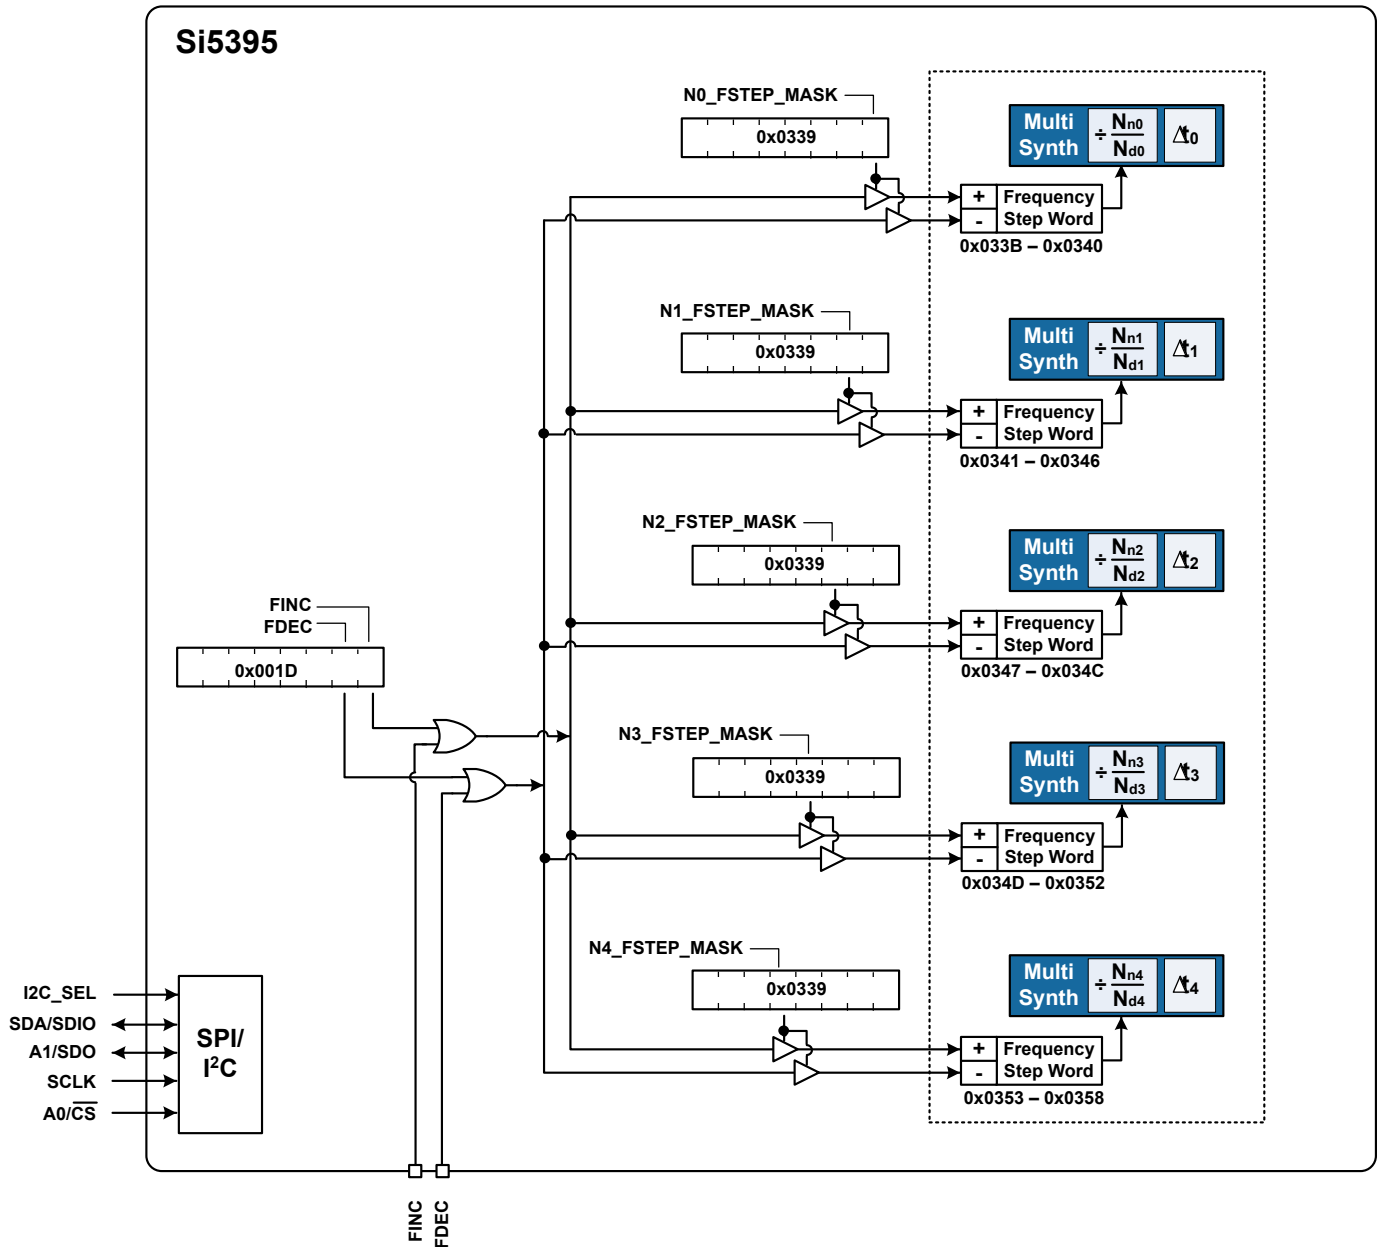 Si5395
N0_FSTEP_MASK
0x0339
Multi
Synth
÷ Nn0
Nd0
Δt0
+ Frequency
- Step Word
0x033B – 0x0340
N1_FSTEP_MASK
0x0339
Multi
Synth
÷ Nn1
Nd1
Δt1
+ Frequency
- Step Word
0x0341 – 0x0346
N2_FSTEP_MASK
0x0339
Multi
Synth
÷ Nn2
Nd2
Δt2
+ Frequency
- Step Word
0x0347 – 0x034C
FINC
FDEC
0x001D
N3_FSTEP_MASK
0x0339
Multi
Synth
÷ Nn3
Nd3
Δt3
+ Frequency
- Step Word
0x034D – 0x0352
N4_FSTEP_MASK
0x0339
Multi
Synth
÷ Nn4
Nd4
Δt4
+ Frequency
- Step Word
0x0353 – 0x0358
I2C_SEL
SDA/SDIO
A1/SDO
SCLK
A0/C̅S̅
SPI/
I²C
FINC
FDEC